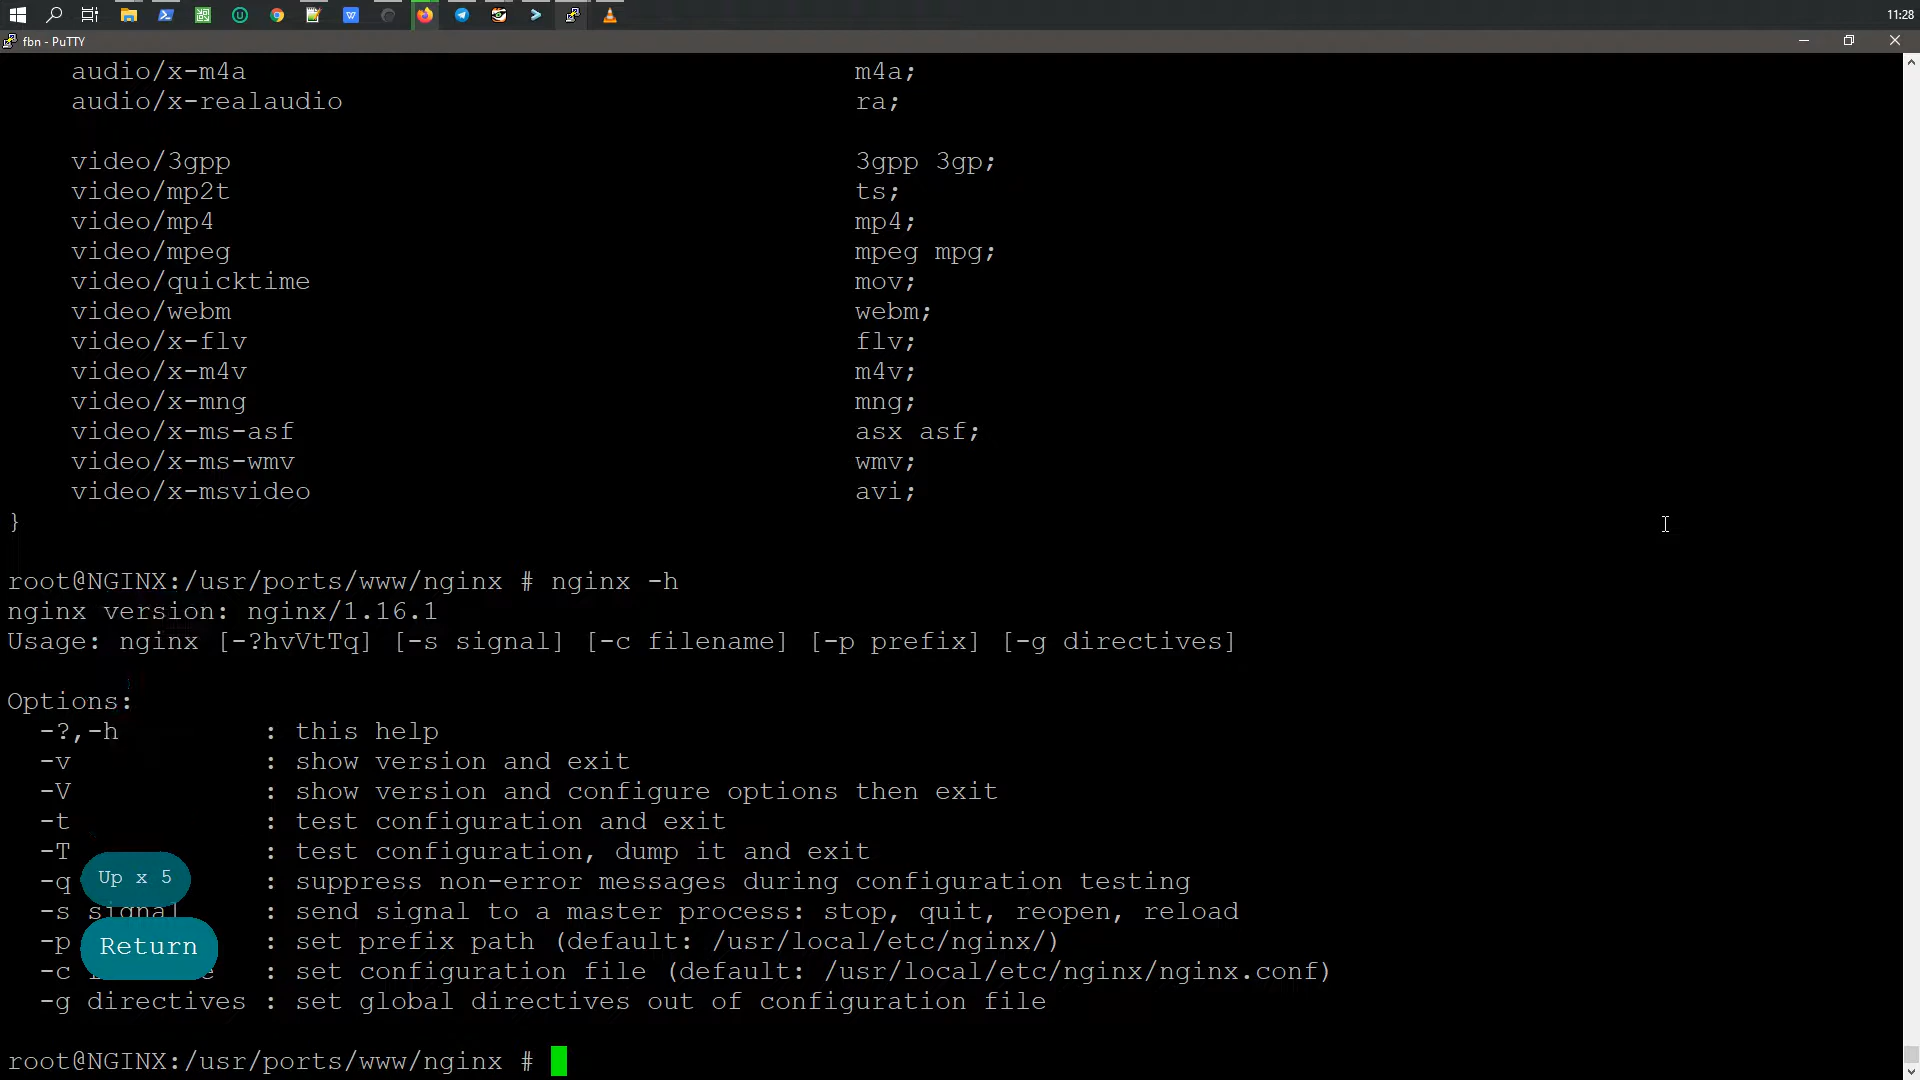 11:28
fbn - PuTTY
audio/x-m4a m4a;
audio/x-realaudio ra;
video/3gpp 3gpp 3gp;
video/mp2t ts;
video/mp4 mp4;
video/mpeg mpeg mpg;
video/quicktime mov;
video/webm webm;
video/x-flv flv;
video/x-m4v m4v;
video/x-mng mng;
video/x-ms-asf asx asf;
video/x-ms-wmv wmv;
video/x-msvideo avi;
}
root@NGINX:/usr/ports/www/nginx # nginx -h
nginx version: nginx/1.16.1
Usage: nginx [-?hvVtTq] [-s signal] [-c filename] [-p prefix] [-g directives]
Options:
-?,-h : this help
-v : show version and exit
-V : show version and configure options then exit
-t : test configuration and exit
-T : test configuration, dump it and exit
-q : suppress non-error messages during configuration testing
-s signal : send signal to a master process: stop, quit, reopen, reload
-p : set prefix path (default: /usr/local/etc/nginx/)
-c : set configuration file (default: /usr/local/etc/nginx/nginx.conf)
-g directives : set global directives out of configuration file
Up x 5
Return
root@NGINX:/usr/ports/www/nginx #